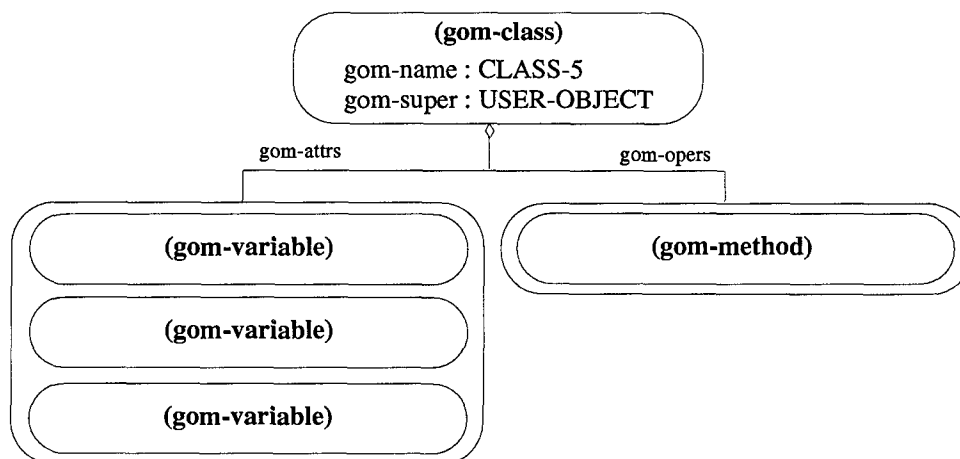 (gom-class)
gom-name : CLASS-5
gom-super : USER-OBJECT
gom-attrs
gom-opers
(gom-variable)
(gom-method)
(gom-variable)
(gom-variable)